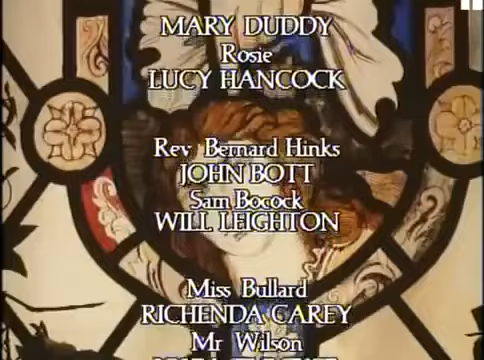 MARY DUDDY
Rosie
LUCY HANCOCK
Rev Bernard Hinks
JOHN BOTT
Sam Bocock
WILL LEIGHTON
Miss Bullard
RICHENDA CAREY
Mr Wilson